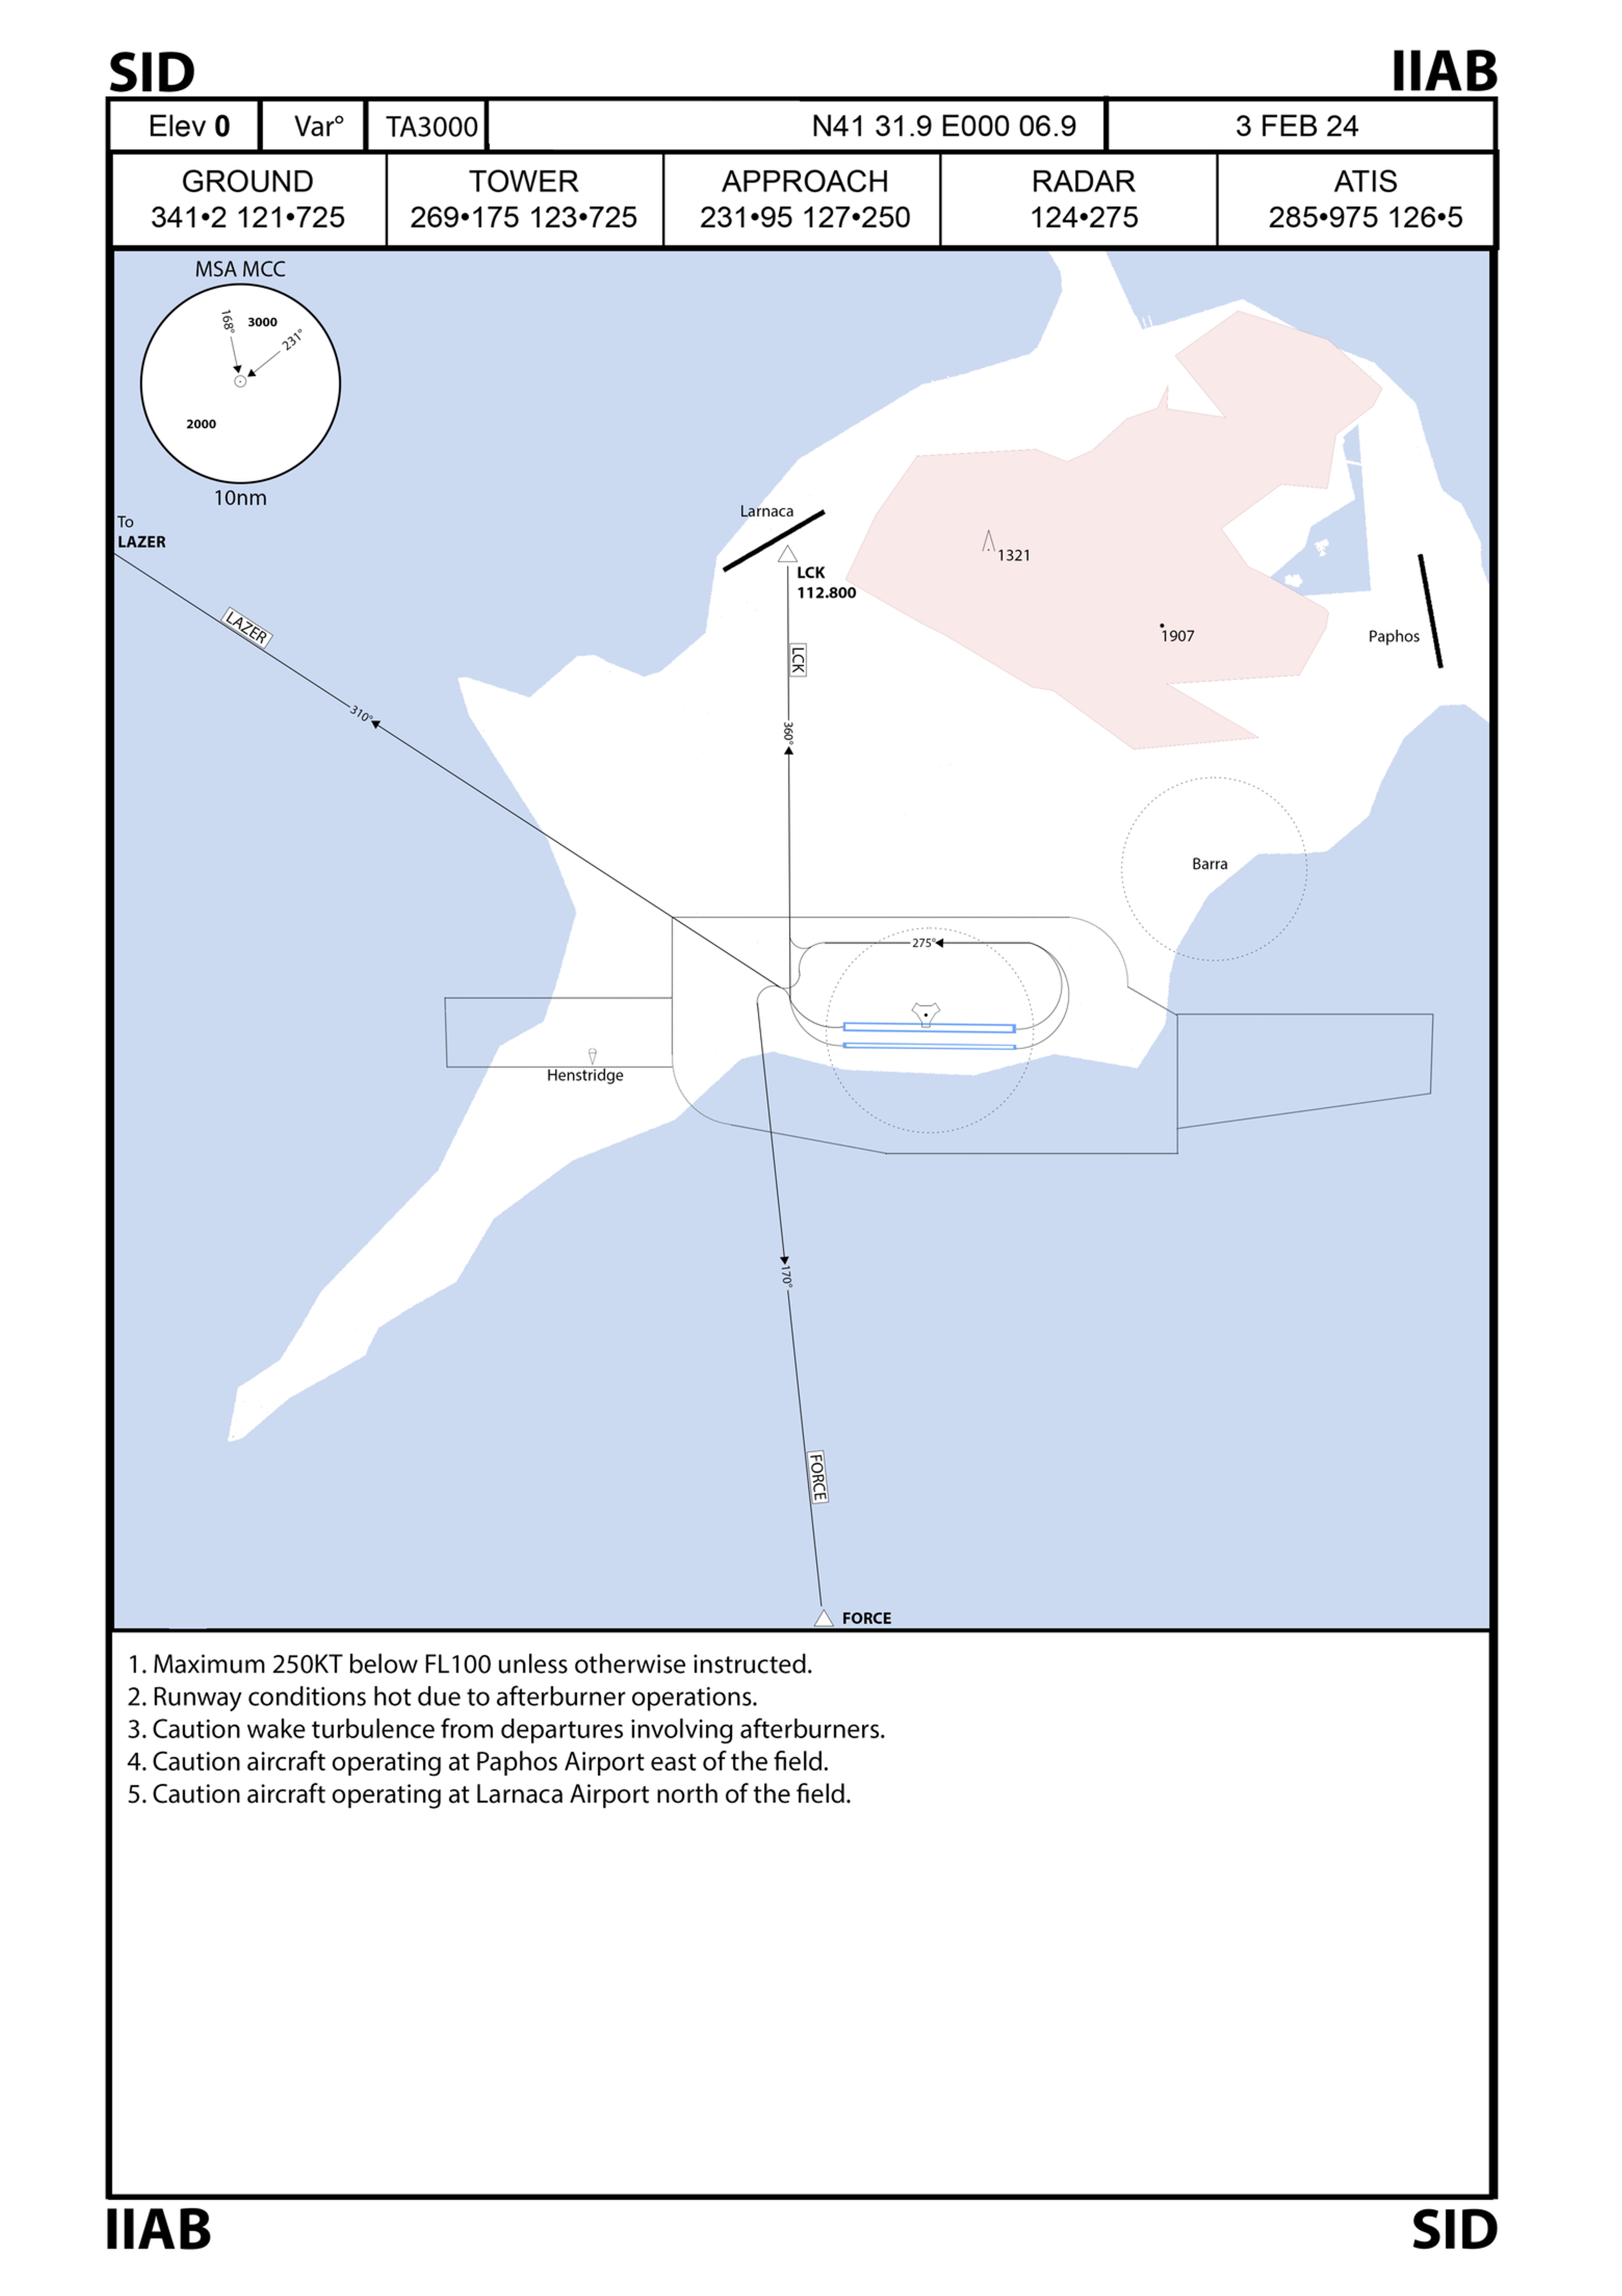 SID
IIAB
Elev 0
Var°
TA3000
N41 31.9 E000 06.9
3 FEB 24
GROUND
341•2 121•725
TOWER
269•175 123•725
APPROACH
231•95 127•250
RADAR
124•275
ATIS
285•975 126•5
MSA MCC
168°
3000
231°
2000
10nm
To
LAZER
Larnaca
LCK
112.800
1321
1907
Paphos
LAZER
LCK
310°
360°
Barra
275°
Henstridge
170°
FORCE
FORCE
1. Maximum 250KT below FL100 unless otherwise instructed.
2. Runway conditions hot due to afterburner operations.
3. Caution wake turbulence from departures involving afterburners.
4. Caution aircraft operating at Paphos Airport east of the field.
5. Caution aircraft operating at Larnaca Airport north of the field.
IIAB
SID